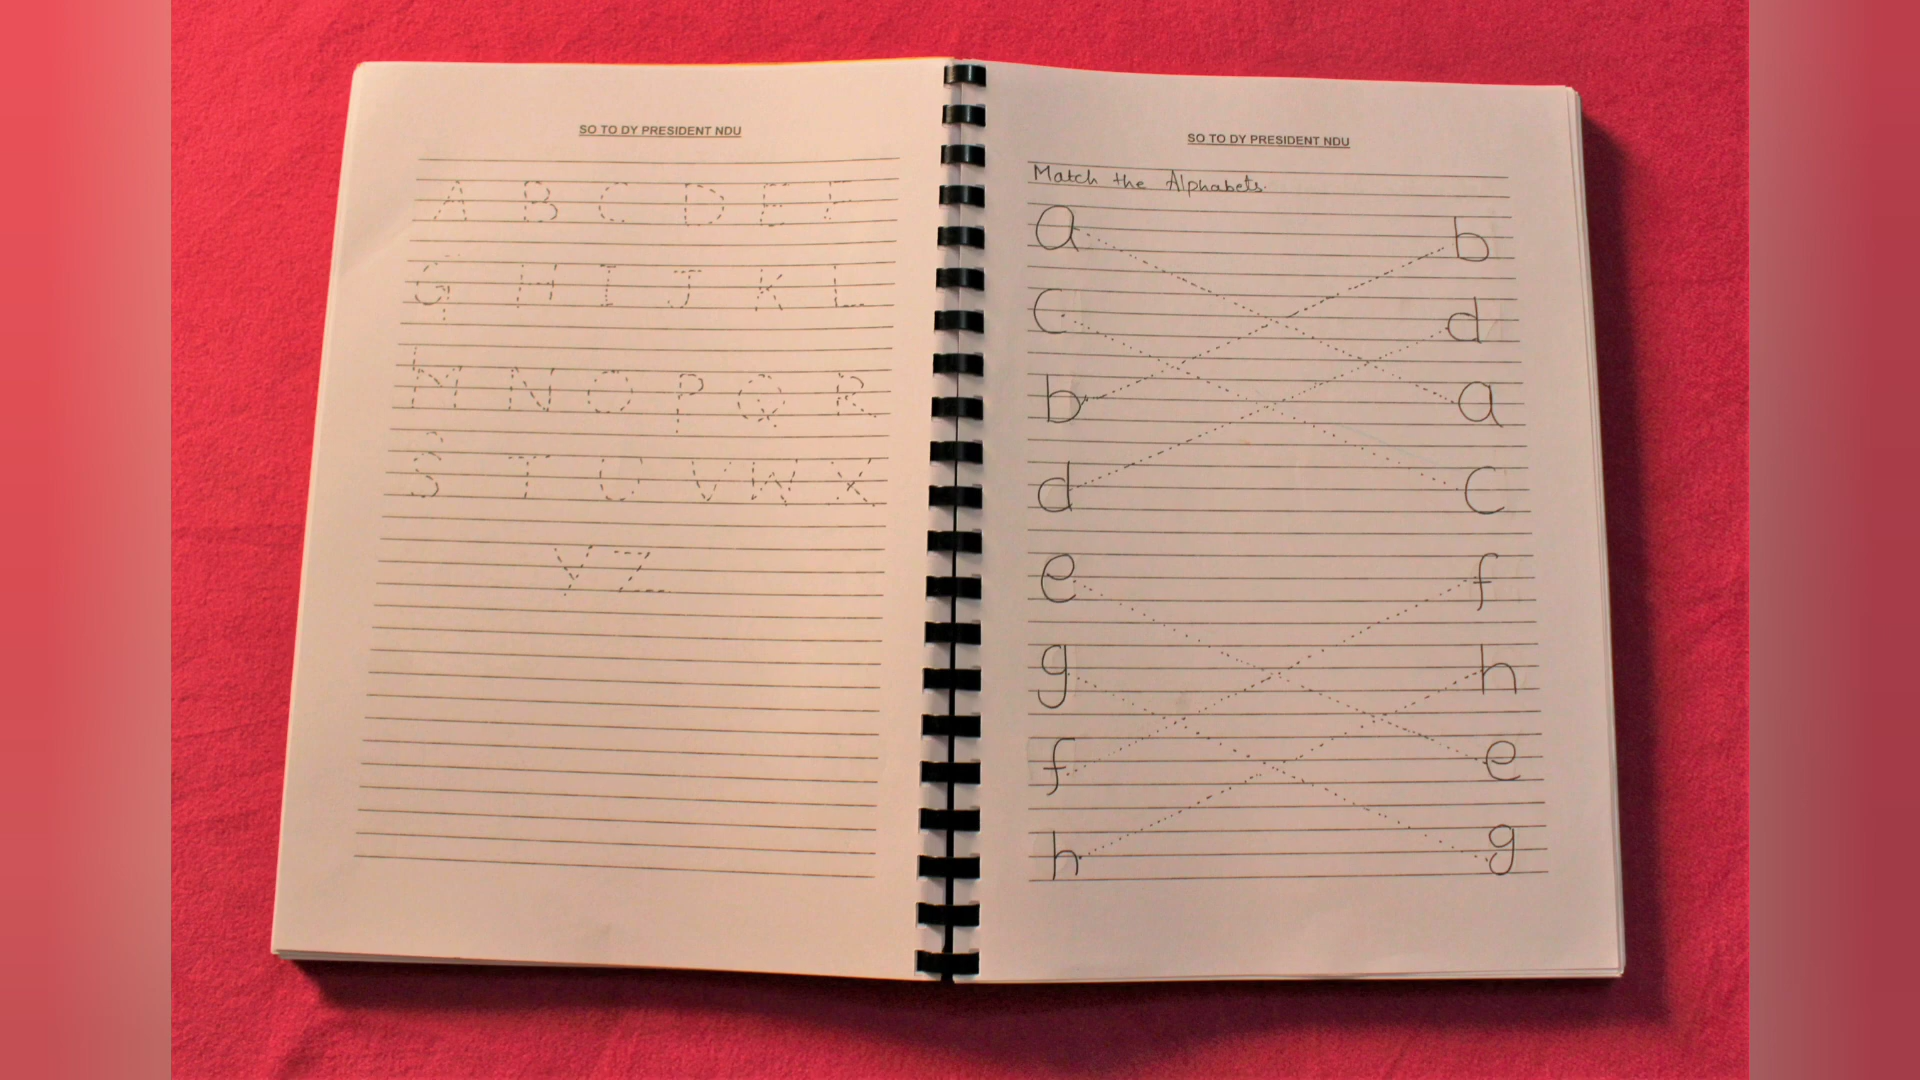 SO TO DY PRESIDENT NDU
A B C D E F
G H I J K L
M N O P Q R
S T U V W X
Y Z
SO TO DY PRESIDENT NDU
Match the Alphabets.
a b
c d
b a
d c
e f
g h
f e
h g